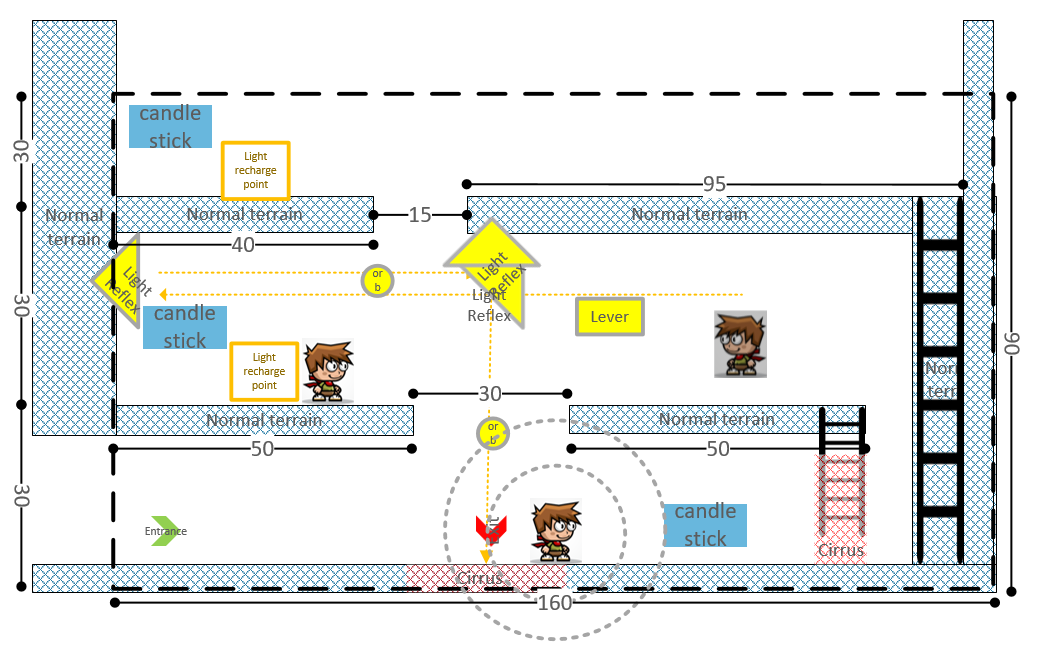 candle
stick
30
Light
recharge
point
95
Normal terrain
15
Normal terrain
Normal
terrain
40
Light
Reflex
or
b
Light
Reflex
Light
Reflex
30
candle
stick
Lever
90
Light
recharge
point
30
Normal terrain
Normal terrain
or
b
50
50
30
Entrance
candle
stick
Cirrus
Cirrus
160